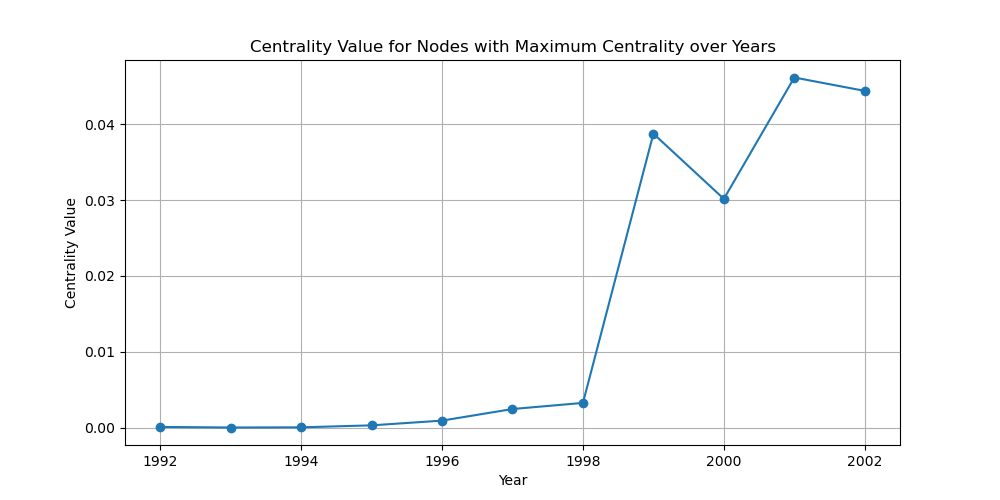 Centrality Value for Nodes with Maximum Centrality over Years
Centrality Value
0.04
0.03
0.02
0.01
0.00
1992 1994 1996 1998 2000 2002
Year